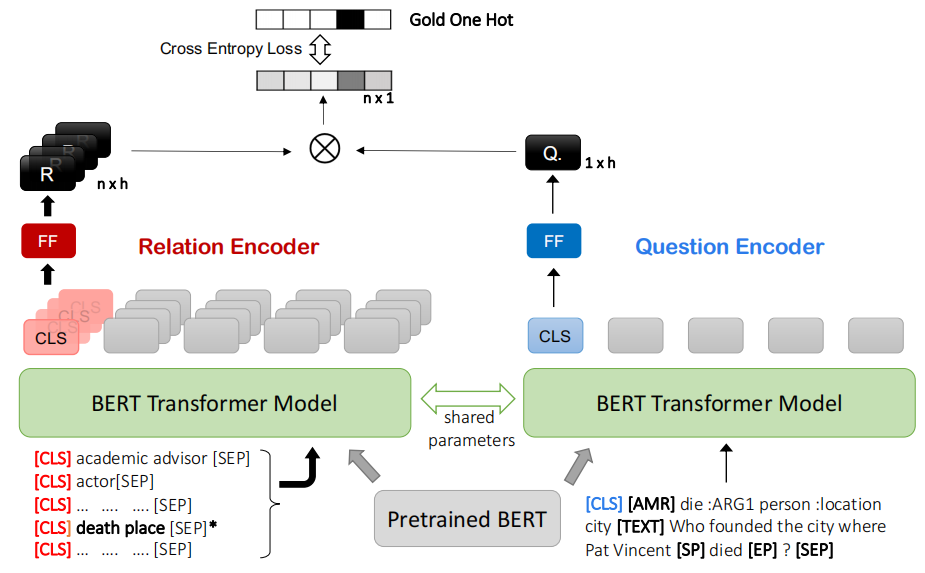 Gold One Hot
Cross Entropy Loss
n x 1
R
R
R
R
n x h
Q.
1 x h
FF
Relation Encoder
FF
Question Encoder
CLS
CLS
CLS
CLS
CLS
BERT Transformer Model
BERT Transformer Model
shared
parameters
[CLS] academic advisor [SEP]
[CLS] actor[SEP]
[CLS] ... .... .... [SEP]
[CLS] death place [SEP]*
[CLS] ... .... .... [SEP]
Pretrained BERT
[CLS] [AMR] die :ARG1 person :location
city [TEXT] Who founded the city where
Pat Vincent [SP] died [EP] ? [SEP]